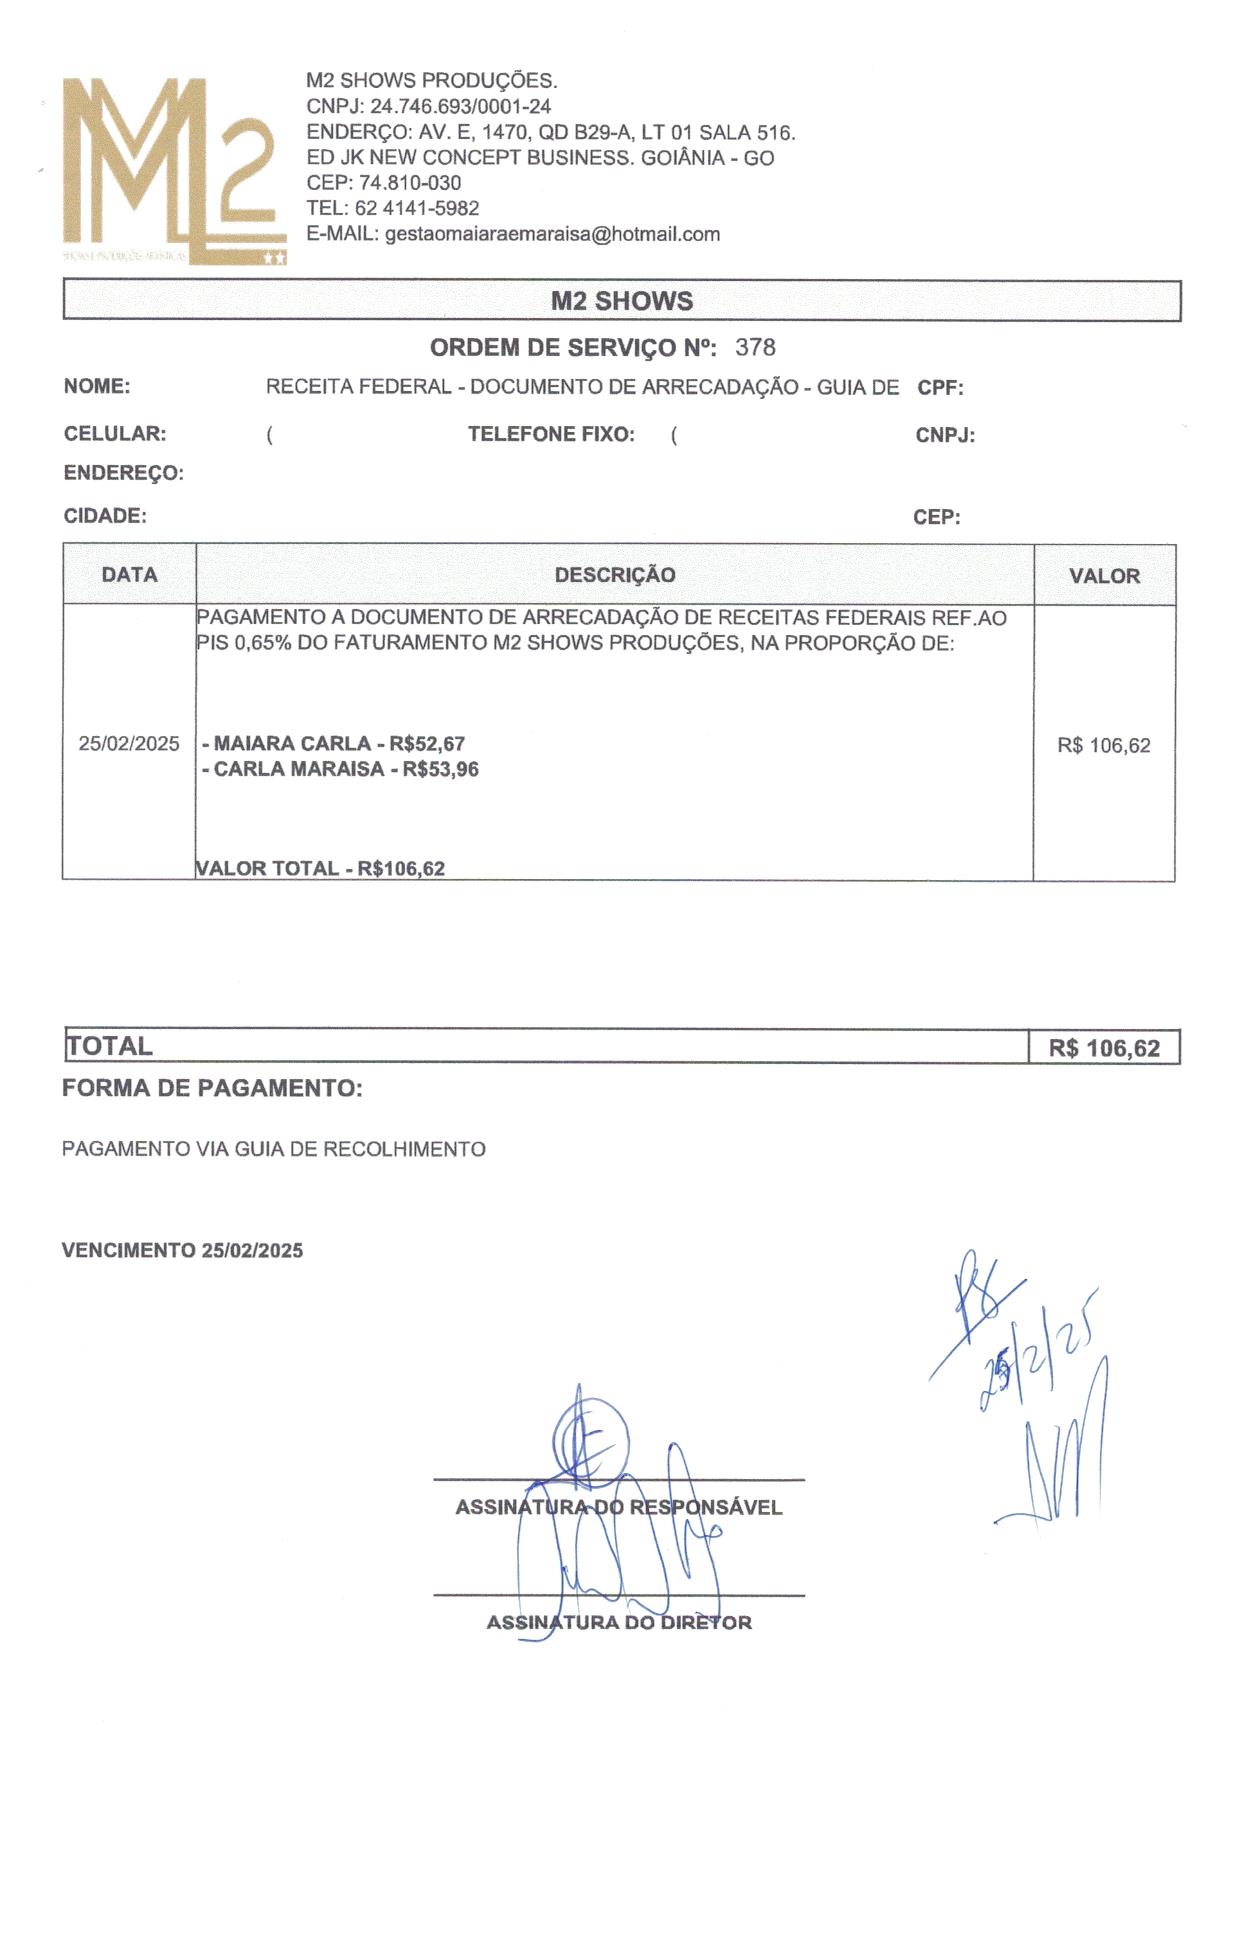 M2 SHOWS PRODUÇÕES.
CNPJ: 24.746.693/0001-24
ENDERÇO: AV. E, 1470, QD B29-A, LT 01 SALA 516.
ED JK NEW CONCEPT BUSINESS. GOIÂNIA - GO
CEP: 74.810-030
TEL: 62 4141-5982
E-MAIL: gestaomaiaraemaraisa@hotmail.com
M2
SHOWS E PRODUÇÕES ARTÍSTICAS
M2 SHOWS
ORDEM DE SERVIÇO Nº: 378
NOME: RECEITA FEDERAL - DOCUMENTO DE ARRECADAÇÃO - GUIA DE CPF:
CELULAR: ( TELEFONE FIXO: ( CNPJ:
ENDEREÇO:
CIDADE: CEP:
DATA DESCRIÇÃO VALOR
PAGAMENTO A DOCUMENTO DE ARRECADAÇÃO DE RECEITAS FEDERAIS REF.AO
PIS 0,65% DO FATURAMENTO M2 SHOWS PRODUÇÕES, NA PROPORÇÃO DE:
25/02/2025 - MAIARA CARLA - R$52,67 R$ 106,62
- CARLA MARAISA - R$53,96
VALOR TOTAL - R$106,62
TOTAL R$ 106,62
FORMA DE PAGAMENTO:
PAGAMENTO VIA GUIA DE RECOLHIMENTO
VENCIMENTO 25/02/2025
25/2/25
ASSINATURA DO RESPONSÁVEL
ASSINATURA DO DIRETOR